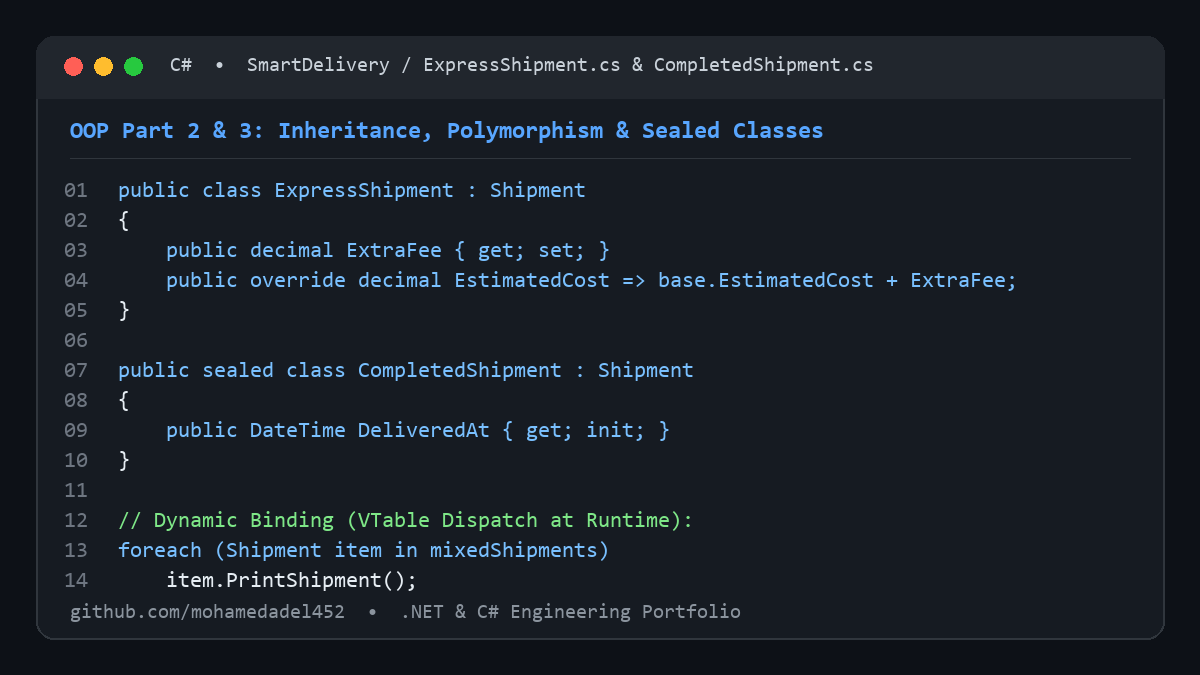 C#  •  SmartDelivery / ExpressShipment.cs & CompletedShipment.cs
OOP Part 2 & 3: Inheritance, Polymorphism & Sealed Classes
01  public class ExpressShipment : Shipment
02  {
03      public decimal ExtraFee { get; set; }
04      public override decimal EstimatedCost => base.EstimatedCost + ExtraFee;
05  }
06
07  public sealed class CompletedShipment : Shipment
08  {
09      public DateTime DeliveredAt { get; init; }
10  }
11
12  // Dynamic Binding (VTable Dispatch at Runtime):
13  foreach (Shipment item in mixedShipments)
14      item.PrintShipment();
github.com/mohamedadel452  •  .NET & C# Engineering Portfolio